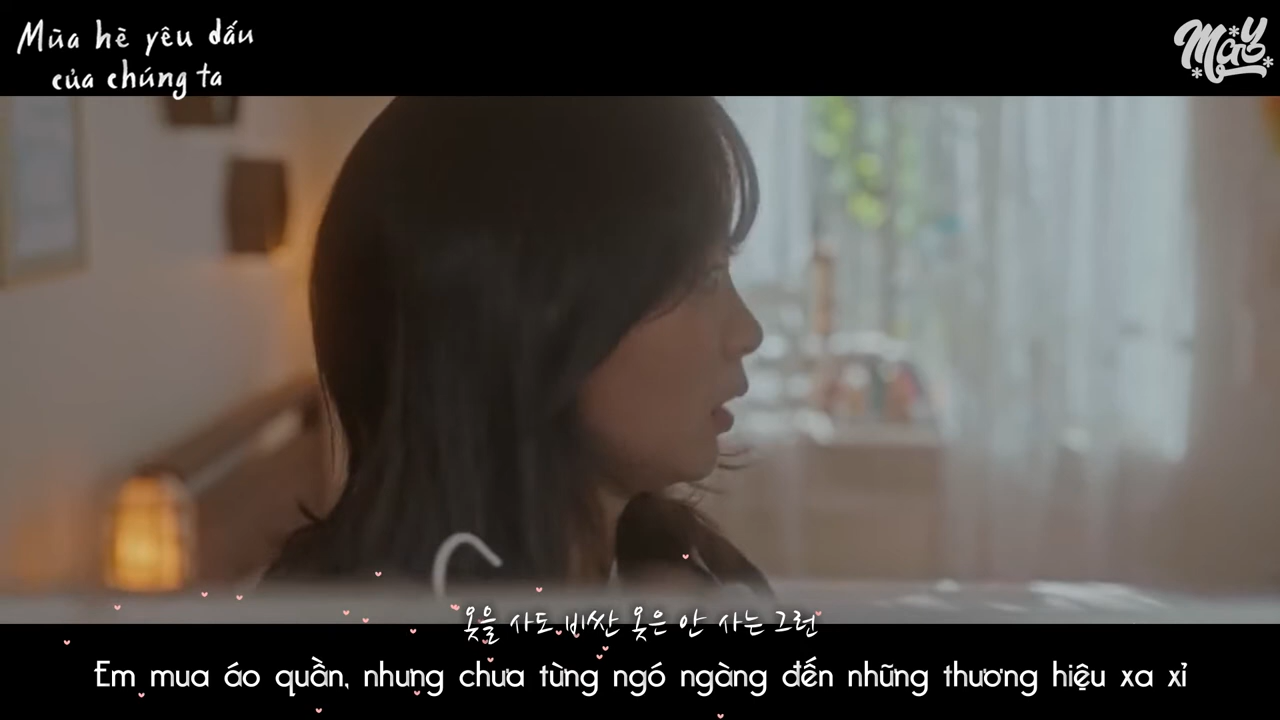 Mùa hè yêu dấu
của chúng ta
Mây
옷을 사도 비싼 옷은 안 사는 그런
Em mua áo quần, nhưng chưa từng ngó ngàng đến những thương hiệu xa xỉ